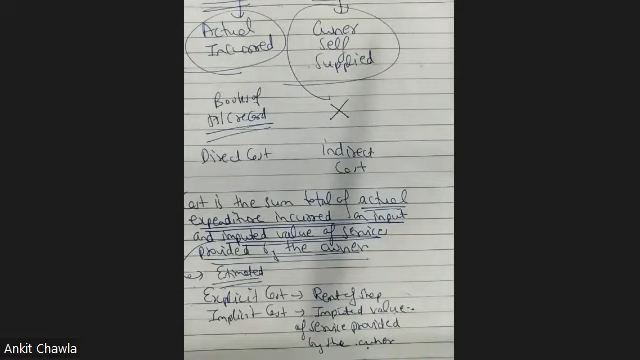 Actual
Owner
Incurred
Self
Supplied
Books of
A/C record
Direct Cost
Indirect
Cost
Cost is the sum total of actual
expenditure incurred on input
and imputed value of service
provided by the owner
Estimated
Explicit Cost → Rent of shop
Implicit Cost → Imputed value
of service provided
by the owner
Ankit Chawla